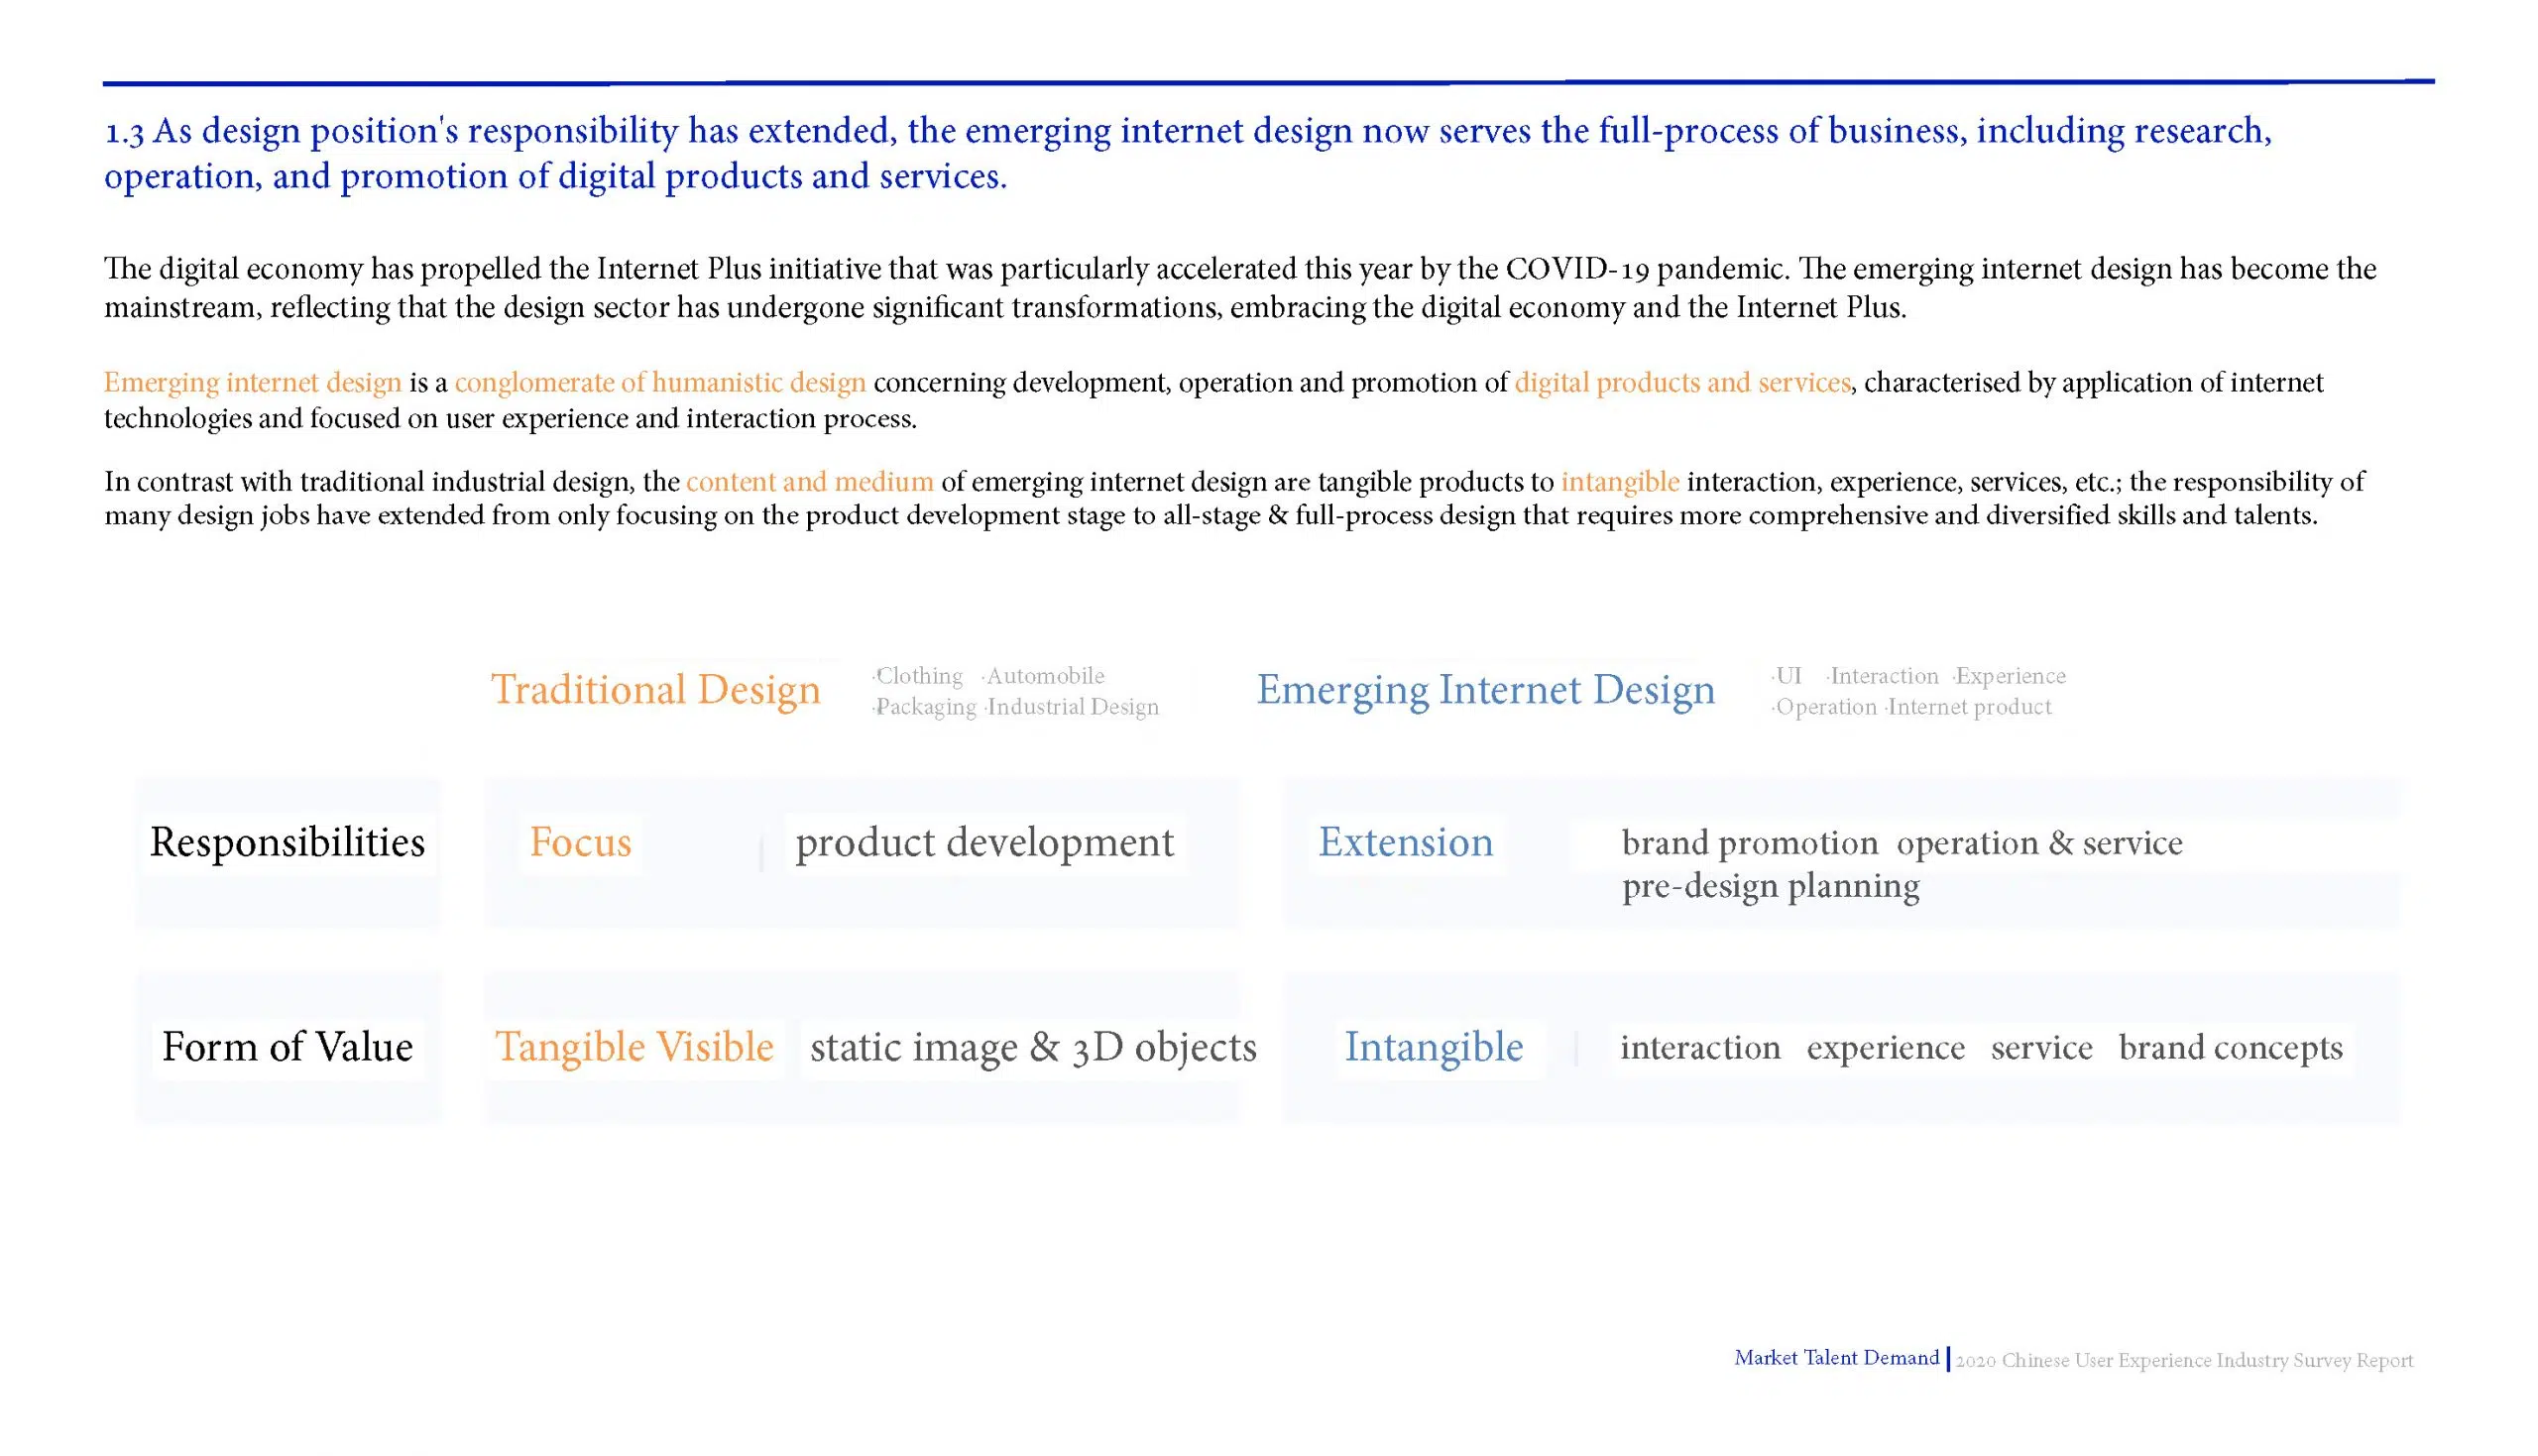 1.3 As design position's responsibility has extended, the emerging internet design now serves the full-process of business, including research,
operation, and promotion of digital products and services.
The digital economy has propelled the Internet Plus initiative that was particularly accelerated this year by the COVID-19 pandemic. The emerging internet design has become the
mainstream, reflecting that the design sector has undergone significant transformations, embracing the digital economy and the Internet Plus.
Emerging internet design is a conglomerate of humanistic design concerning development, operation and promotion of digital products and services, characterised by application of internet
technologies and focused on user experience and interaction process.
In contrast with traditional industrial design, the content and medium of emerging internet design are tangible products to intangible interaction, experience, services, etc.; the responsibility of
many design jobs have extended from only focusing on the product development stage to all-stage & full-process design that requires more comprehensive and diversified skills and talents.
Traditional Design
·Clothing ·Automobile
·Packaging ·Industrial Design
Emerging Internet Design
·UI ·Interaction ·Experience
·Operation ·Internet product
Responsibilities
Focus
product development
Extension
brand promotion operation & service
pre-design planning
Form of Value
Tangible Visible
static image & 3D objects
Intangible
interaction experience service brand concepts
Market Talent Demand | 2020 Chinese User Experience Industry Survey Report